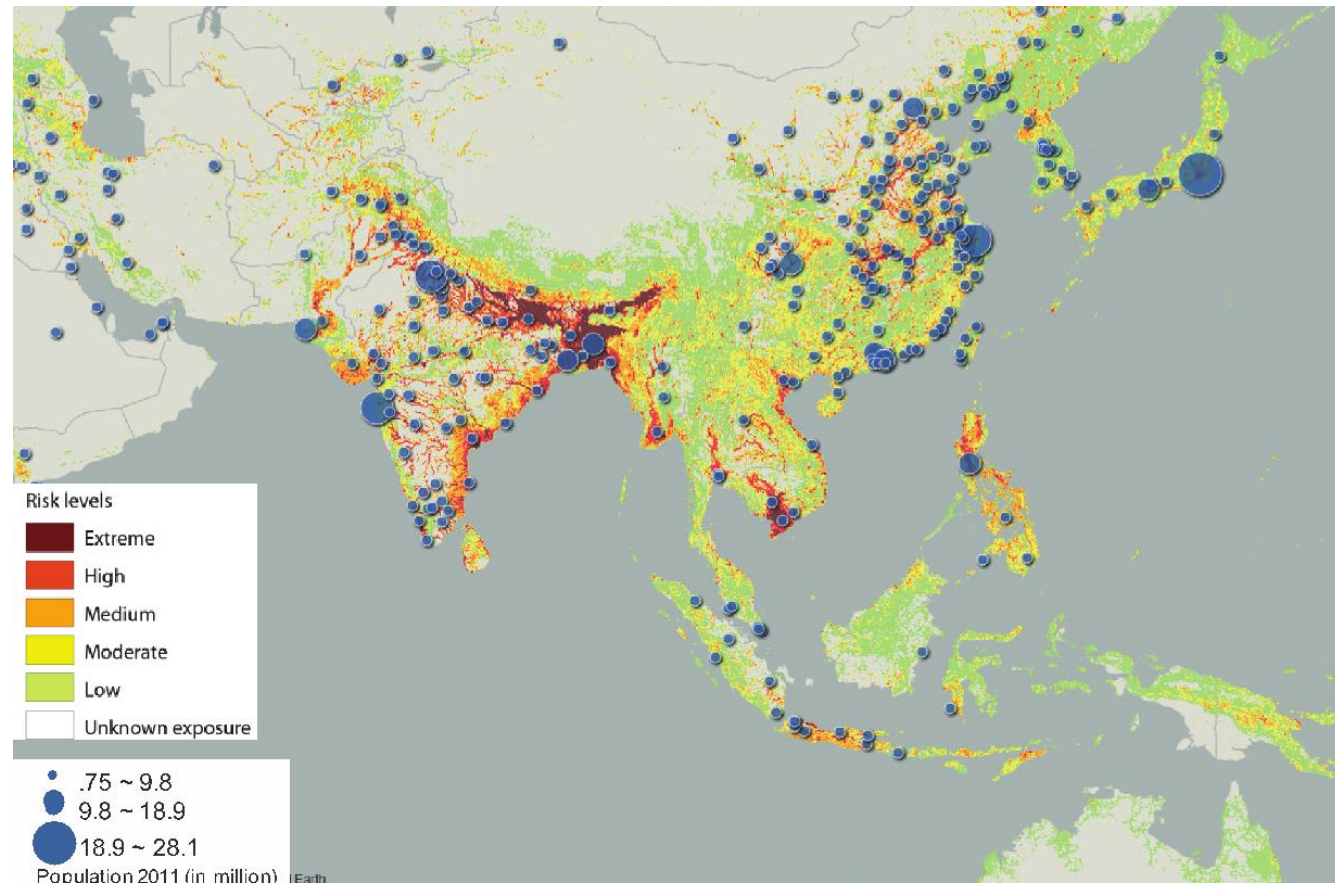 Risk levels
Extreme
High
Medium
Moderate
Low
Unknown exposure
.75 ~ 9.8
9.8 ~ 18.9
18.9 ~ 28.1
Population 2011 (in million)
Earth